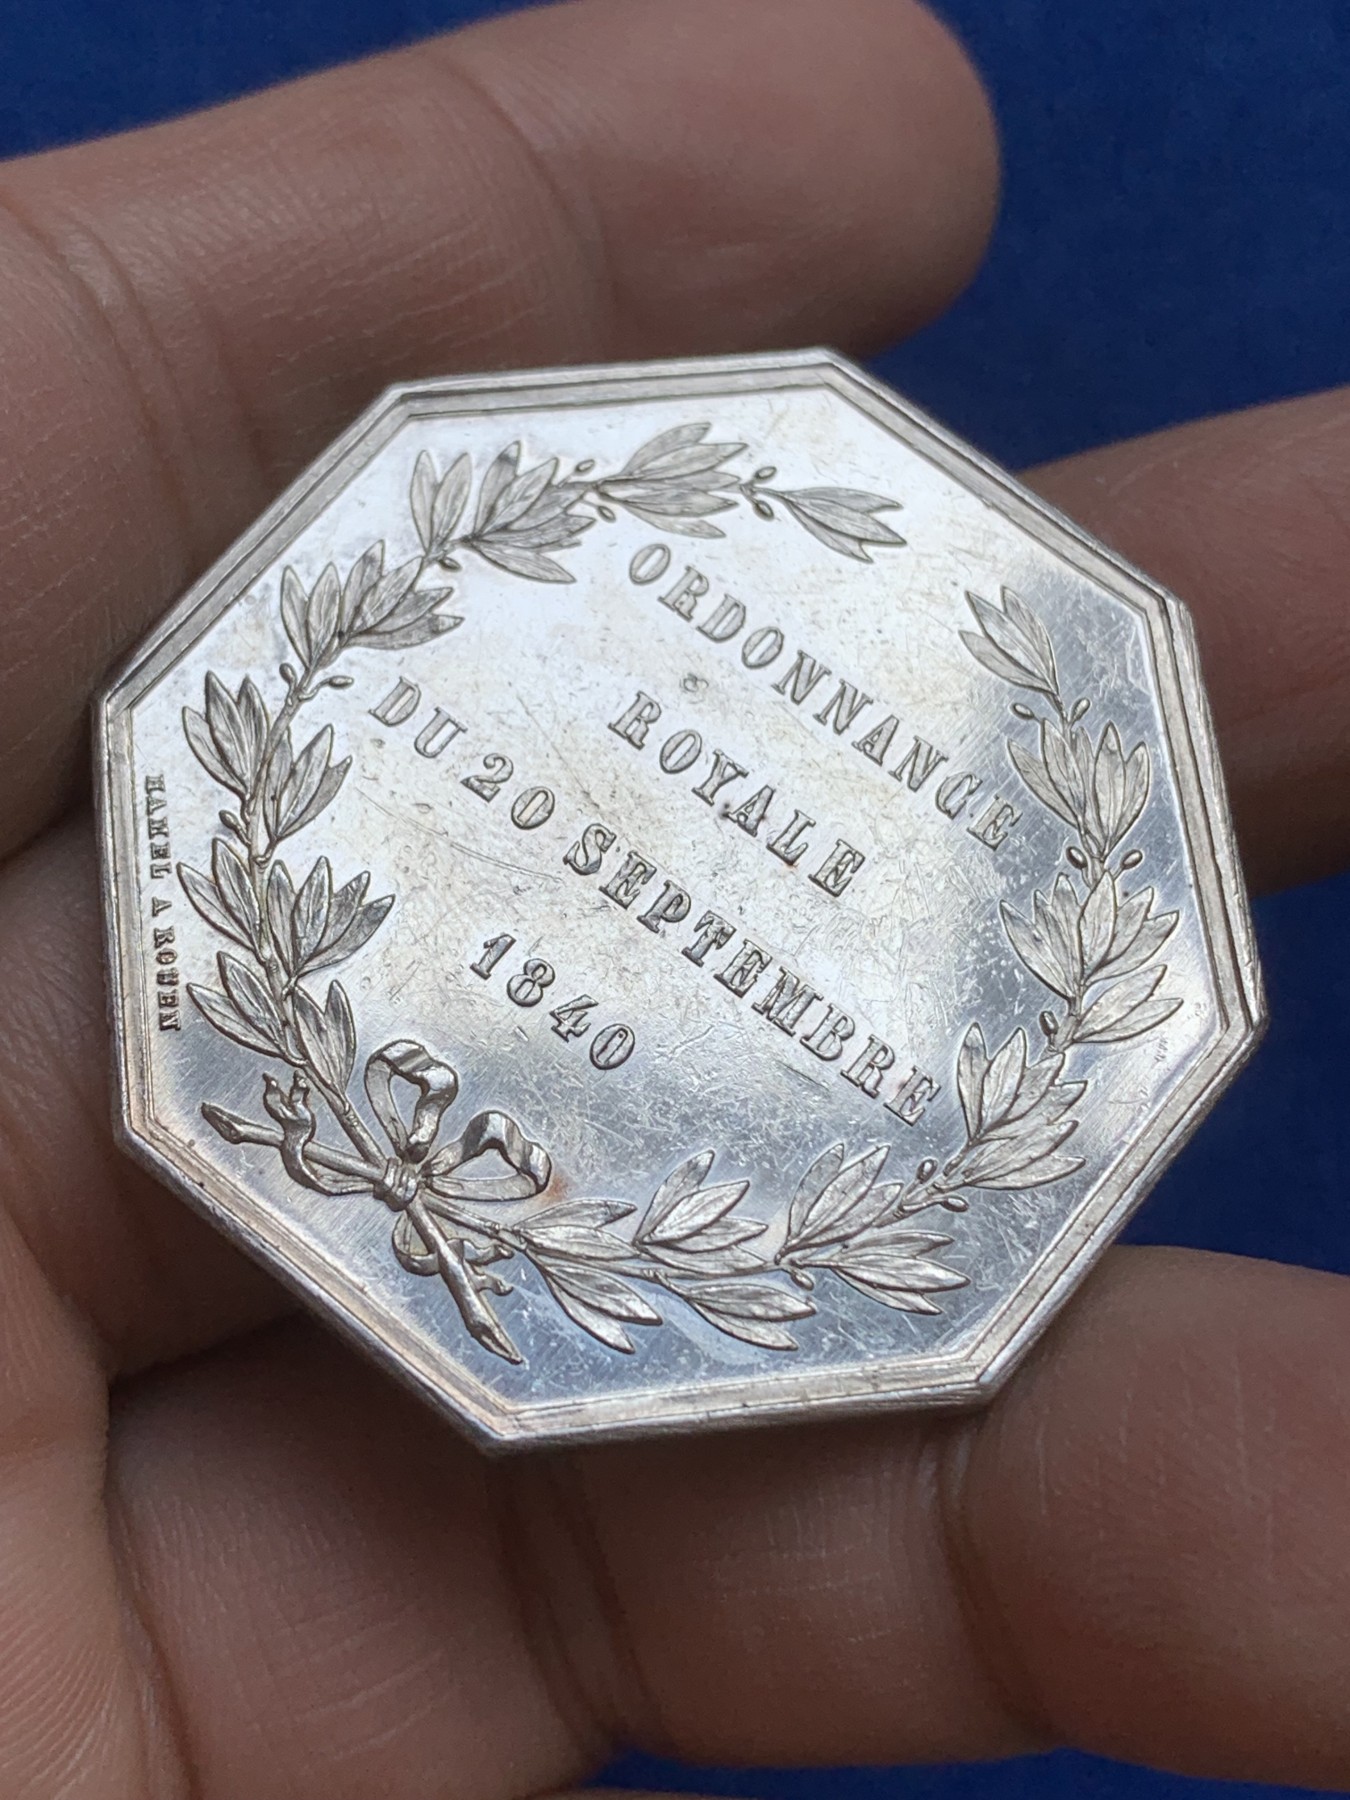 ORDONNANCE
ROYALE
DU 20 SEPTEMBRE
1840
HAMEL A ROUEN